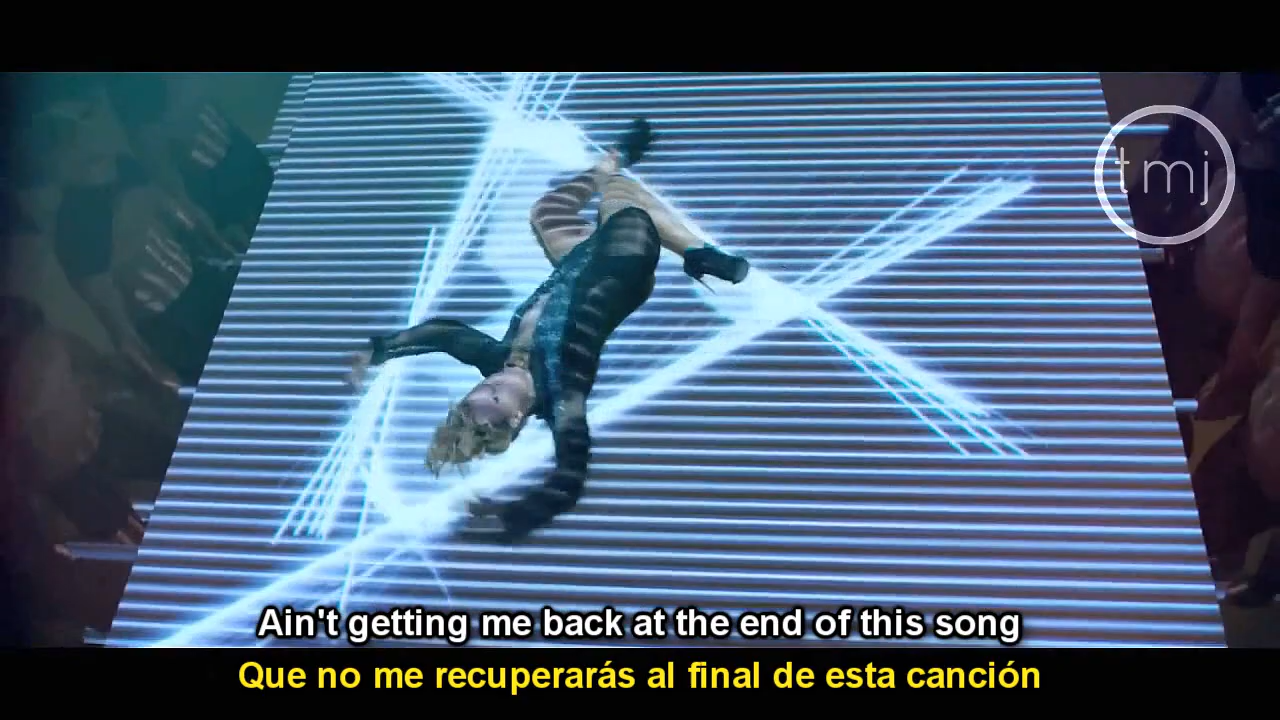 tmj
Ain't getting me back at the end of this song
Que no me recuperarás al final de esta canción